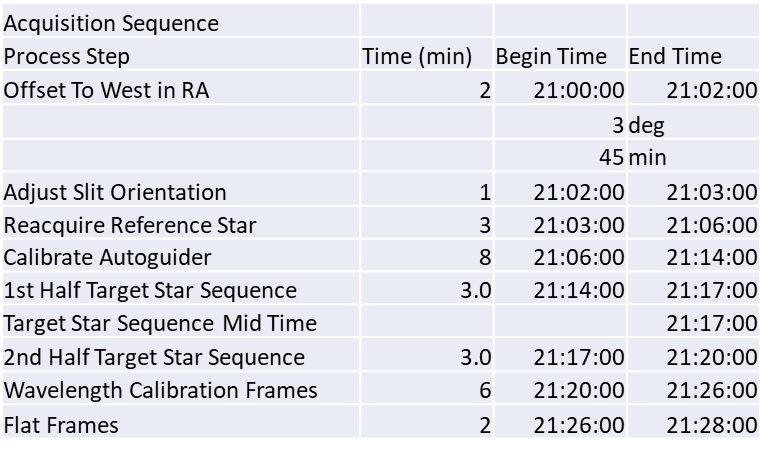 Acquisition Sequence
Process Step Time (min) Begin Time End Time
Offset To West in RA 2 21:00:00 21:02:00
3 deg
45 min
Adjust Slit Orientation 1 21:02:00 21:03:00
Reacquire Reference Star 3 21:03:00 21:06:00
Calibrate Autoguider 8 21:06:00 21:14:00
1st Half Target Star Sequence 3.0 21:14:00 21:17:00
Target Star Sequence Mid Time 21:17:00
2nd Half Target Star Sequence 3.0 21:17:00 21:20:00
Wavelength Calibration Frames 6 21:20:00 21:26:00
Flat Frames 2 21:26:00 21:28:00